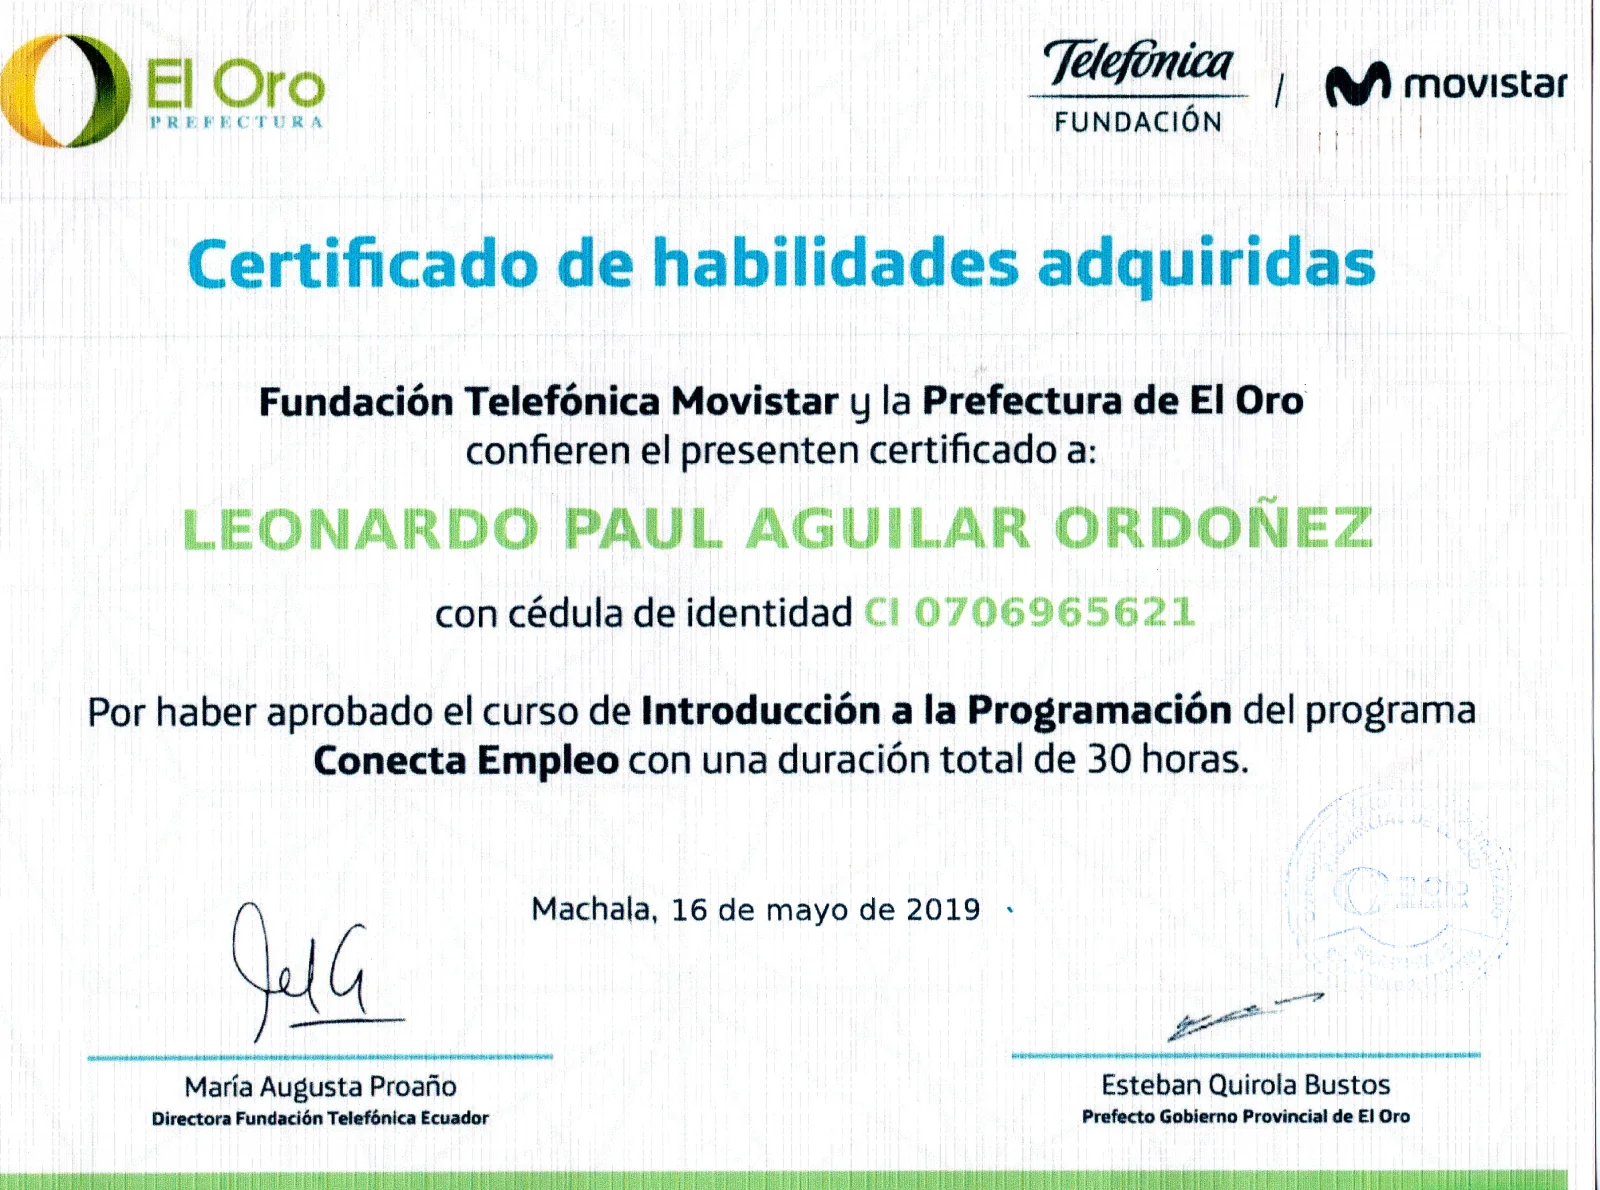 El Oro
PREFECTURA
Telefónica
FUNDACIÓN
/
movistar
Certificado de habilidades adquiridas
Fundación Telefónica Movistar y la Prefectura de El Oro
confieren el presenten certificado a:
LEONARDO PAUL AGUILAR ORDOÑEZ
con cédula de identidad CI 0706965621
Por haber aprobado el curso de Introducción a la Programación del programa
Conecta Empleo con una duración total de 30 horas.
Machala, 16 de mayo de 2019
María Augusta Proaño
Directora Fundación Telefónica Ecuador
Esteban Quirola Bustos
Prefecto Gobierno Provincial de El Oro